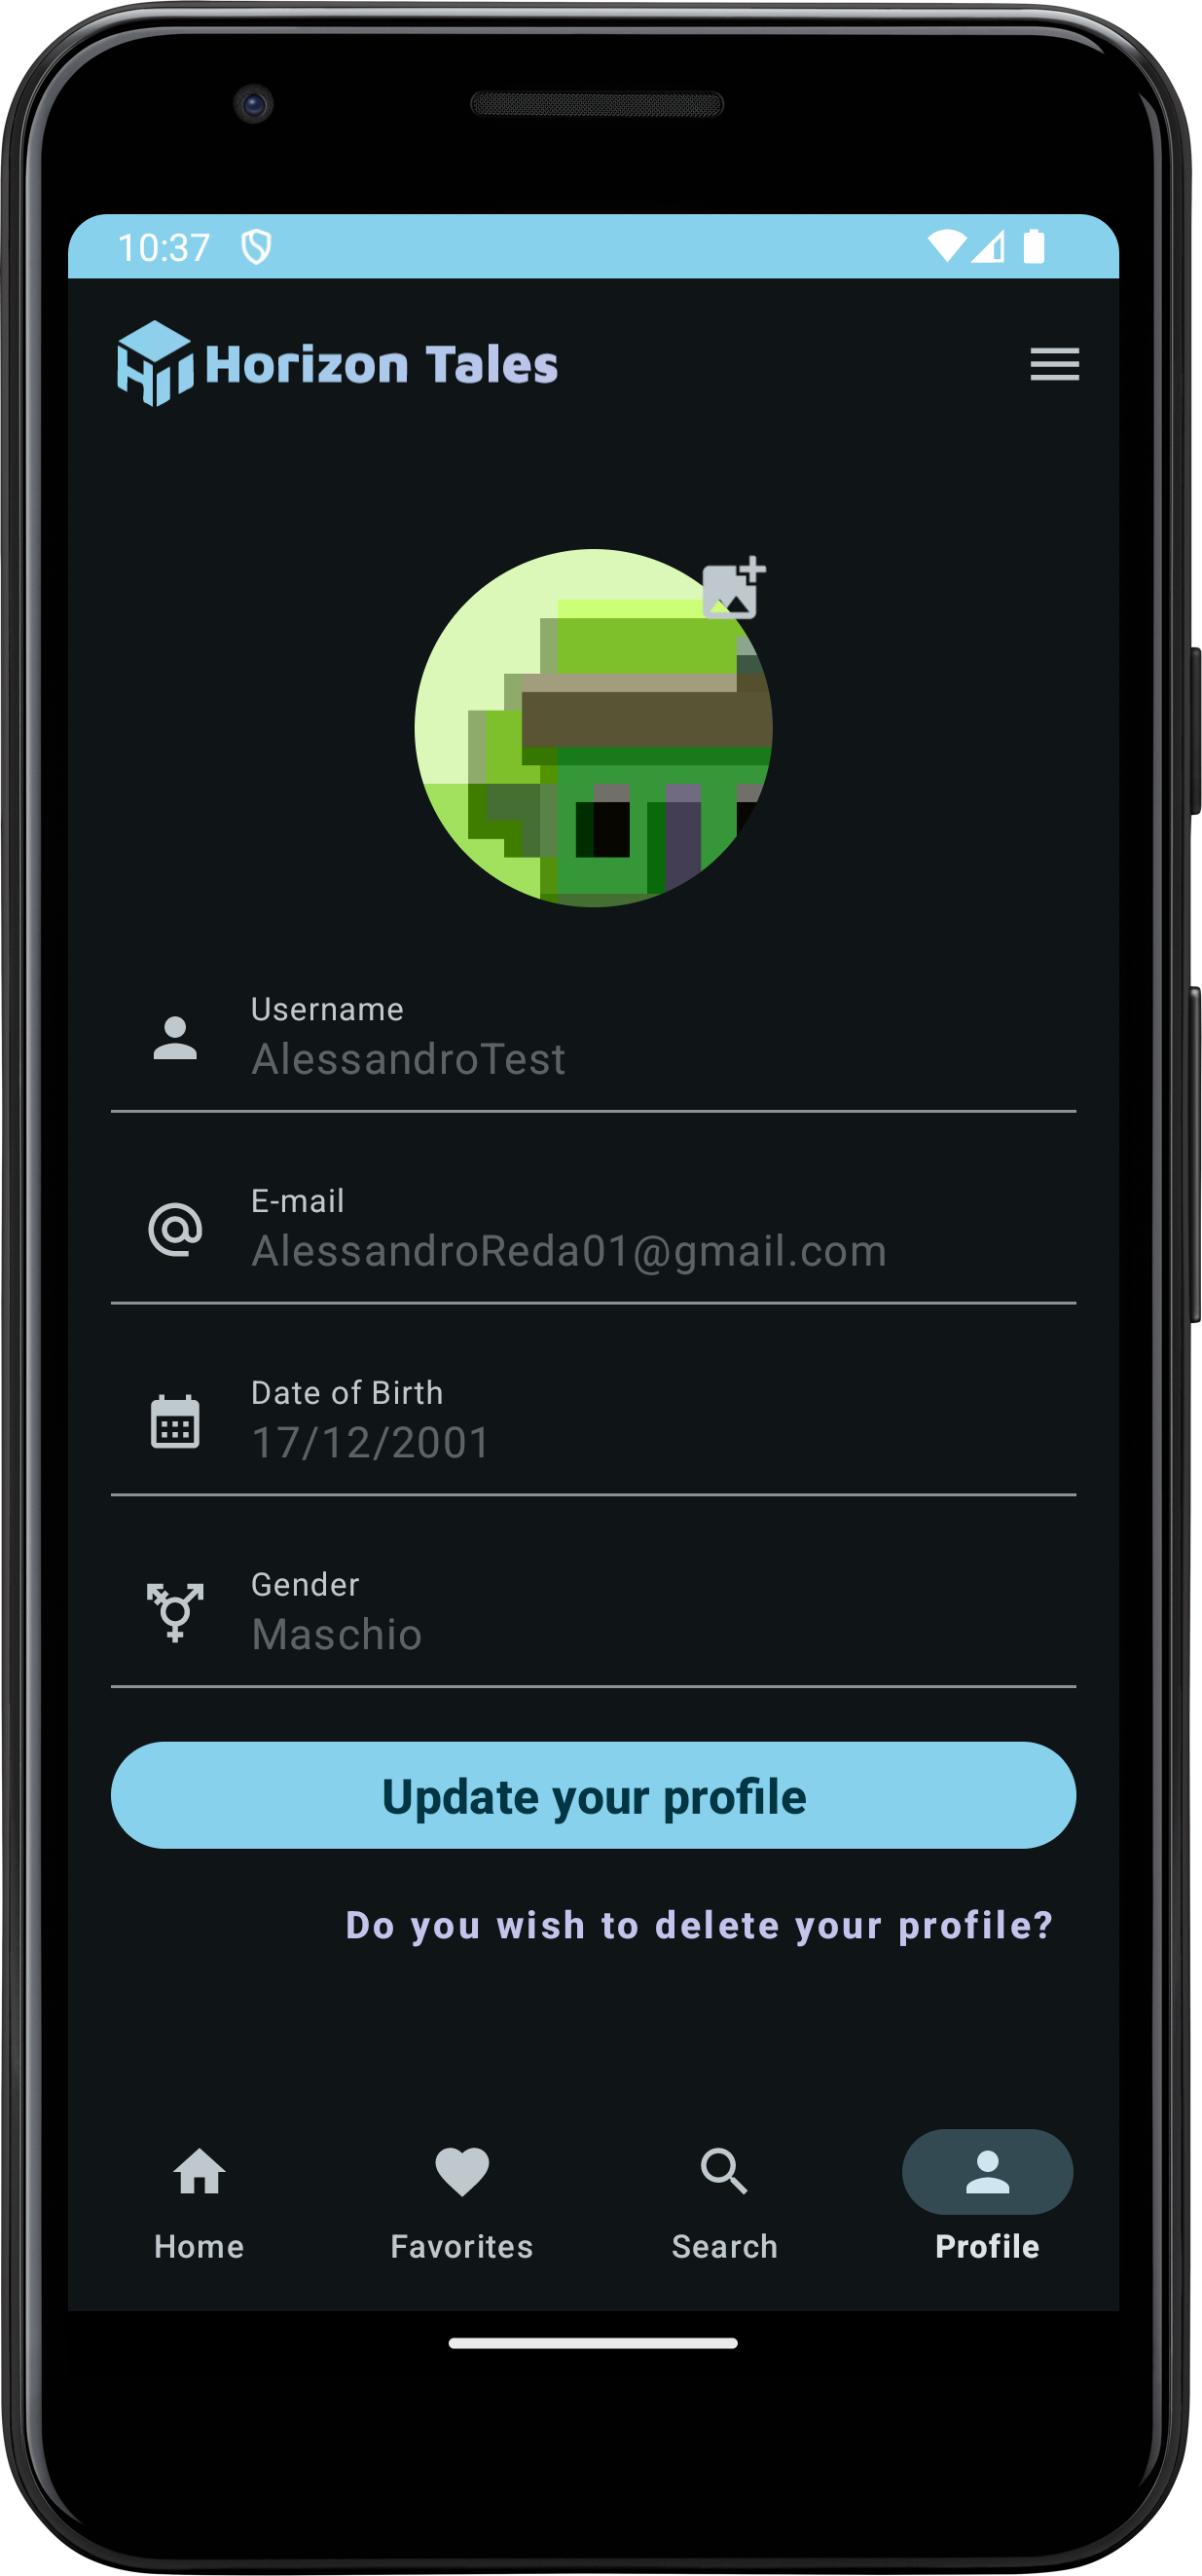 10:37
Horizon Tales
Username
AlessandroTest
E-mail
AlessandroReda01@gmail.com
Date of Birth
17/12/2001
Gender
Maschio
Update your profile
Do you wish to delete your profile?
Home Favorites Search Profile